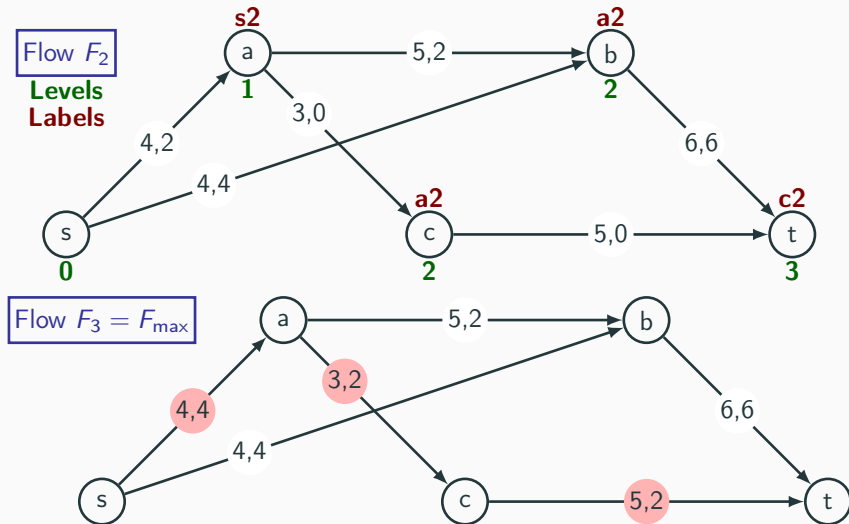 s2
a2
Flow F₂
a
5,2
b
Levels
1
2
Labels
3,0
4,2
6,6
4,4
a2
c2
s
c
5,0
t
0
2
3
Flow F₃ = Fmax
a
5,2
b
3,2
4,4
6,6
4,4
s
c
5,2
t